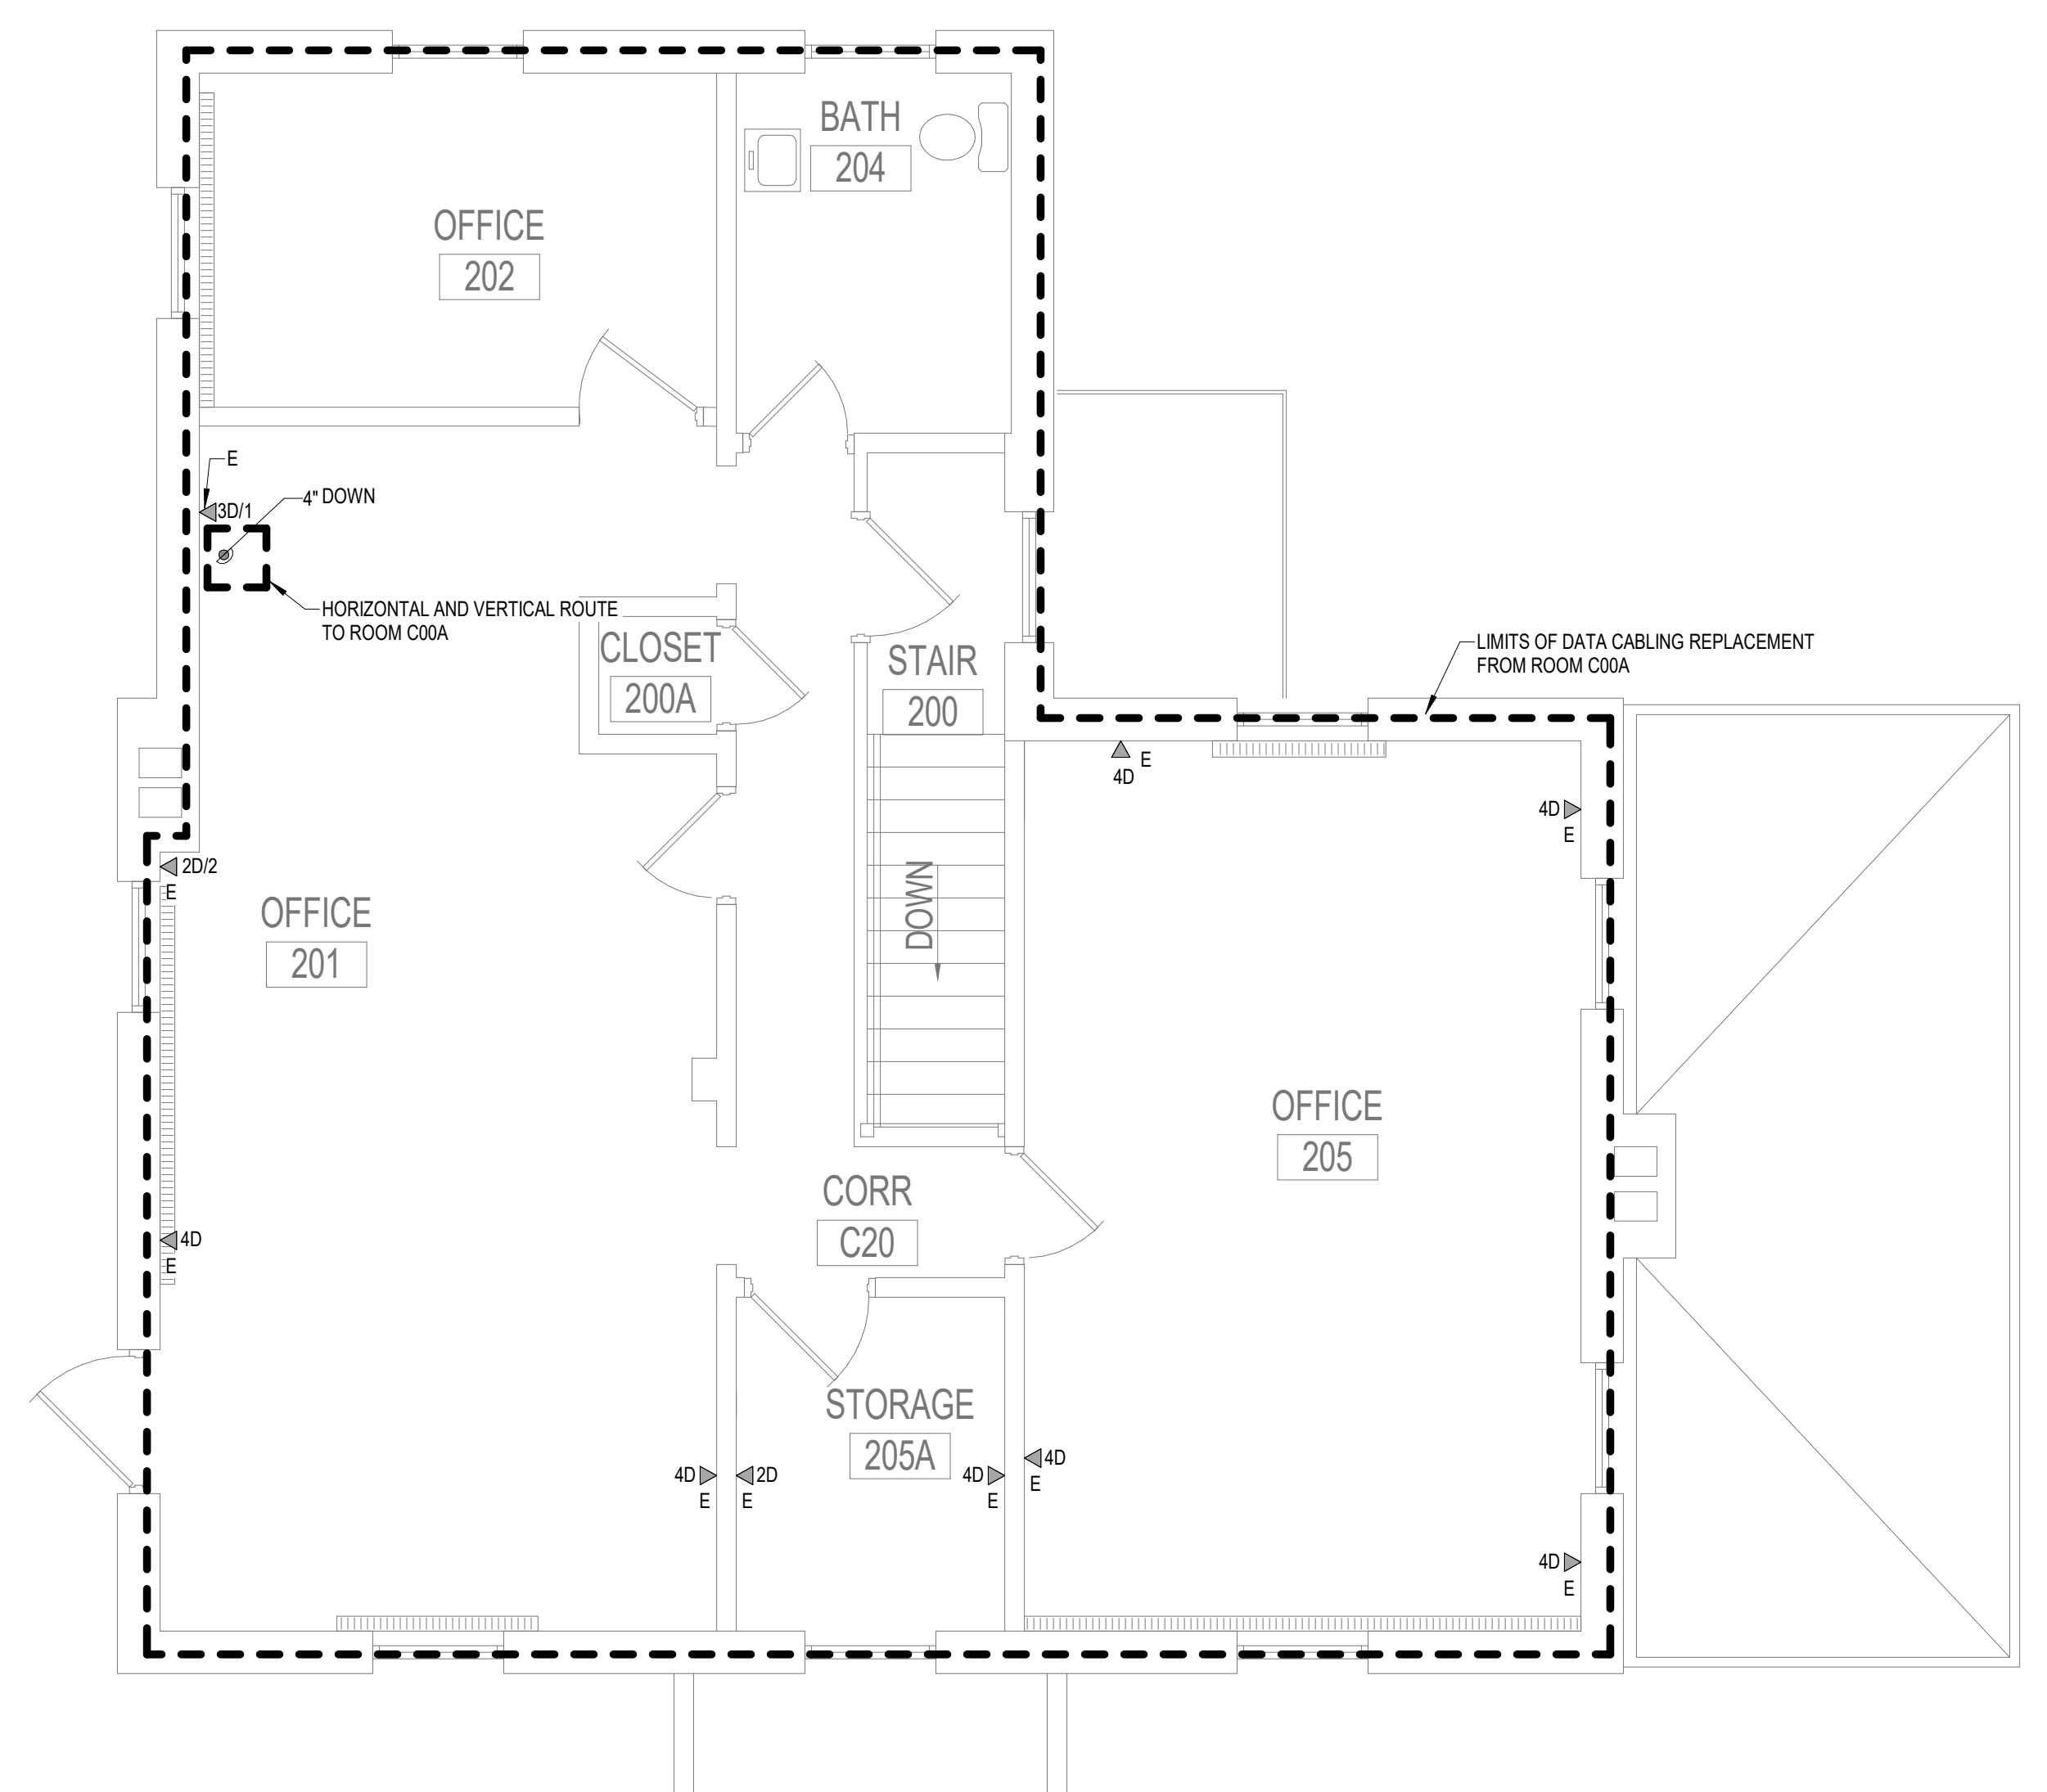 BATH
204
OFFICE
202
E
3D/1
4" DOWN
HORIZONTAL AND VERTICAL ROUTE
TO ROOM C00A
CLOSET
200A
STAIR
200
LIMITS OF DATA CABLING REPLACEMENT
FROM ROOM C00A
4D
E
4D
E
2D/2
E
OFFICE
201
DOWN
OFFICE
205
CORR
C20
4D
E
STORAGE
205A
4D
E
2D
E
4D
E
4D
E
4D
E